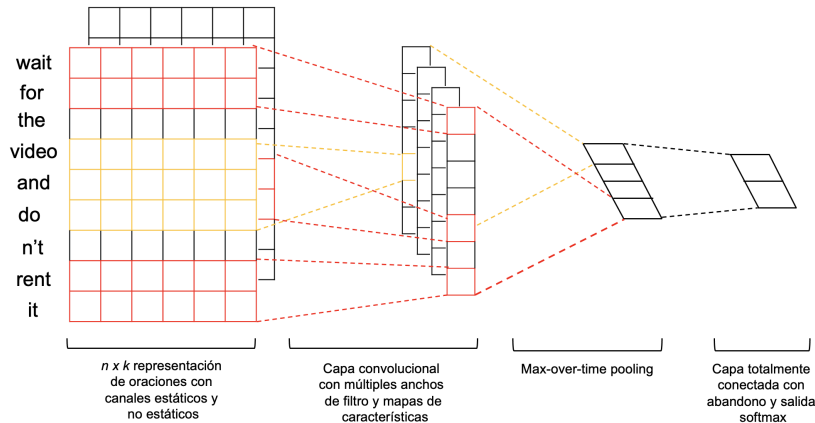 wait
for
the
video
and
do
n't
rent
it
n x k representación
de oraciones con
canales estáticos y
no estáticos
Capa convolucional
con múltiples anchos
de filtro y mapas de
características
Max-over-time pooling
Capa totalmente
conectada con
abandono y salida
softmax